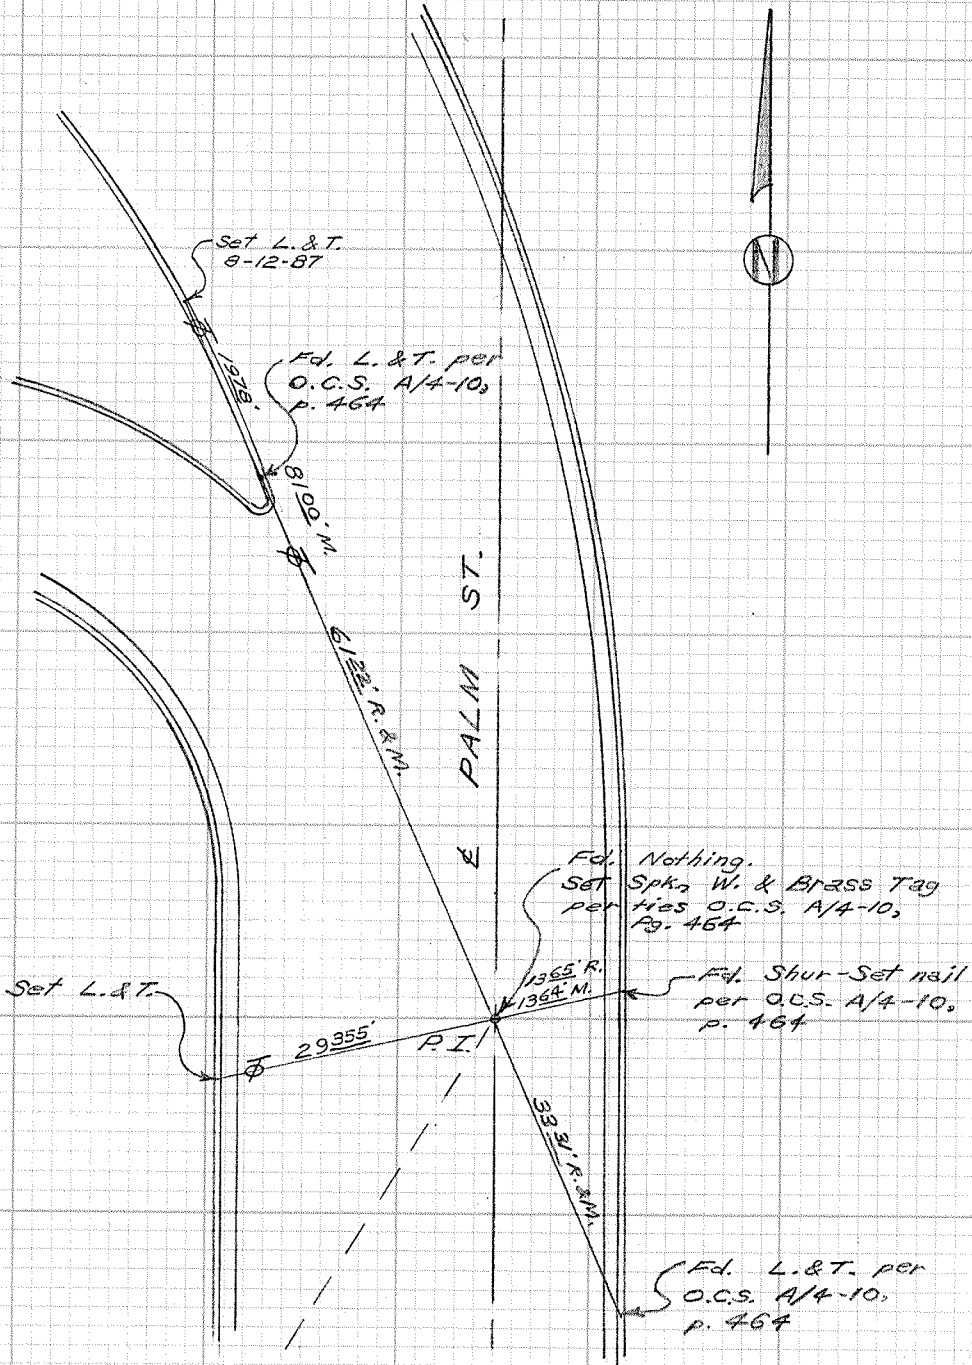 N
Set L. & T.
8-12-87
19.78'
Fd. L. & T. per
O.C.S. A/4-10,
p. 464
81.00' M.
61.22' R. & M.
℄ PALM ST.
Fd. Nothing.
Set Spk., W. & Brass Tag
per ties O.C.S. A/4-10,
Pg. 464
13.65' R.
13.64' M.
Fd. Shur-Set nail
per O.C.S. A/4-10,
p. 464
Set L. & T.
29.355'
P.I.
33.31' R. & M.
Fd. L. & T. per
O.C.S. A/4-10,
p. 464